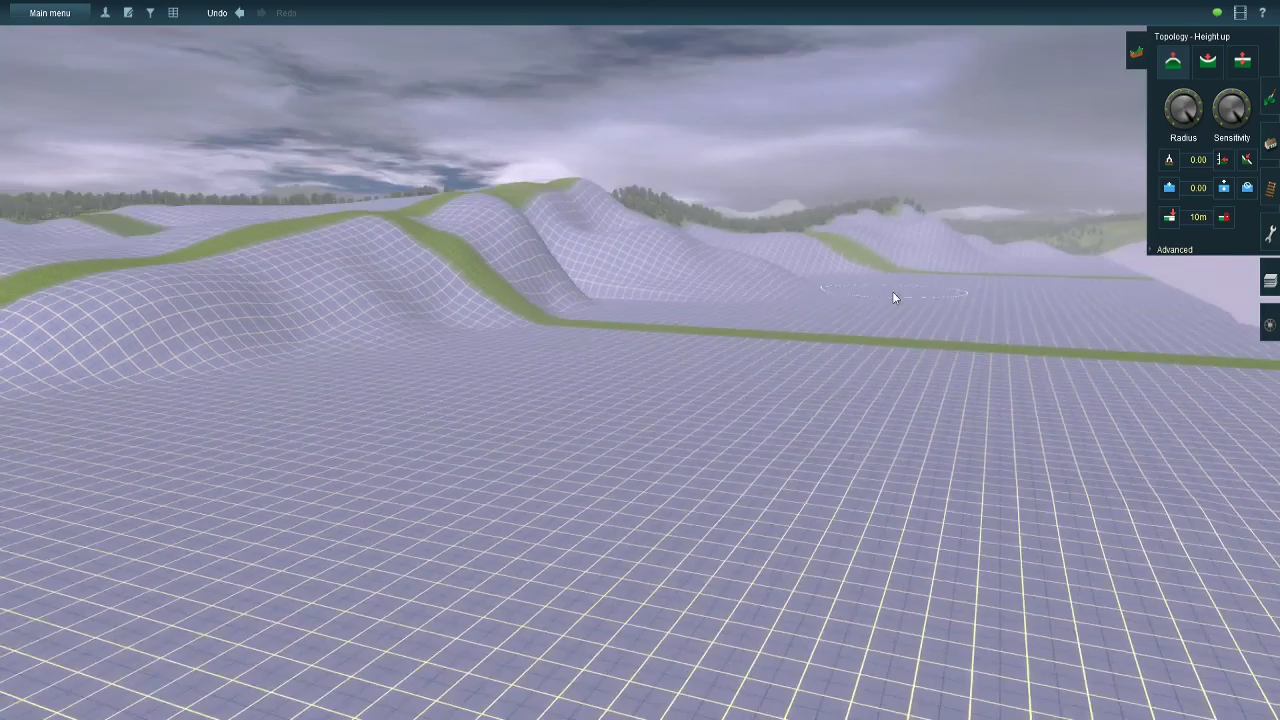 Main menu
Undo
Redo
?
Topology - Height up
Radius
Sensitivity
0.00
0.00
10m
Advanced